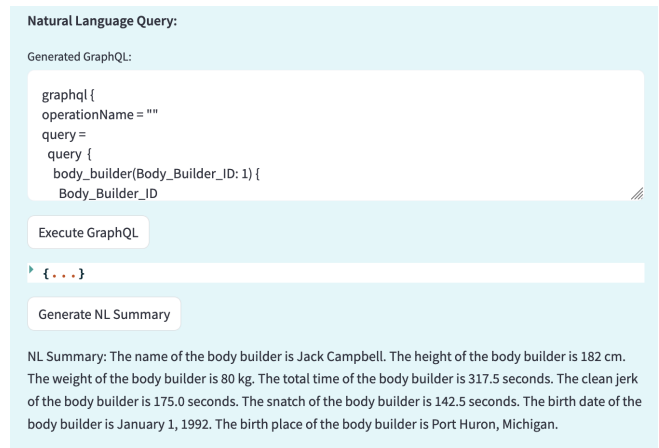 Natural Language Query:
Generated GraphQL:
graphql {
operationName = ""
query =
query {
body_builder(Body_Builder_ID: 1) {
Body_Builder_ID
Execute GraphQL
{...}
Generate NL Summary
NL Summary: The name of the body builder is Jack Campbell. The height of the body builder is 182 cm.
The weight of the body builder is 80 kg. The total time of the body builder is 317.5 seconds. The clean jerk
of the body builder is 175.0 seconds. The snatch of the body builder is 142.5 seconds. The birth date of the
body builder is January 1, 1992. The birth place of the body builder is Port Huron, Michigan.